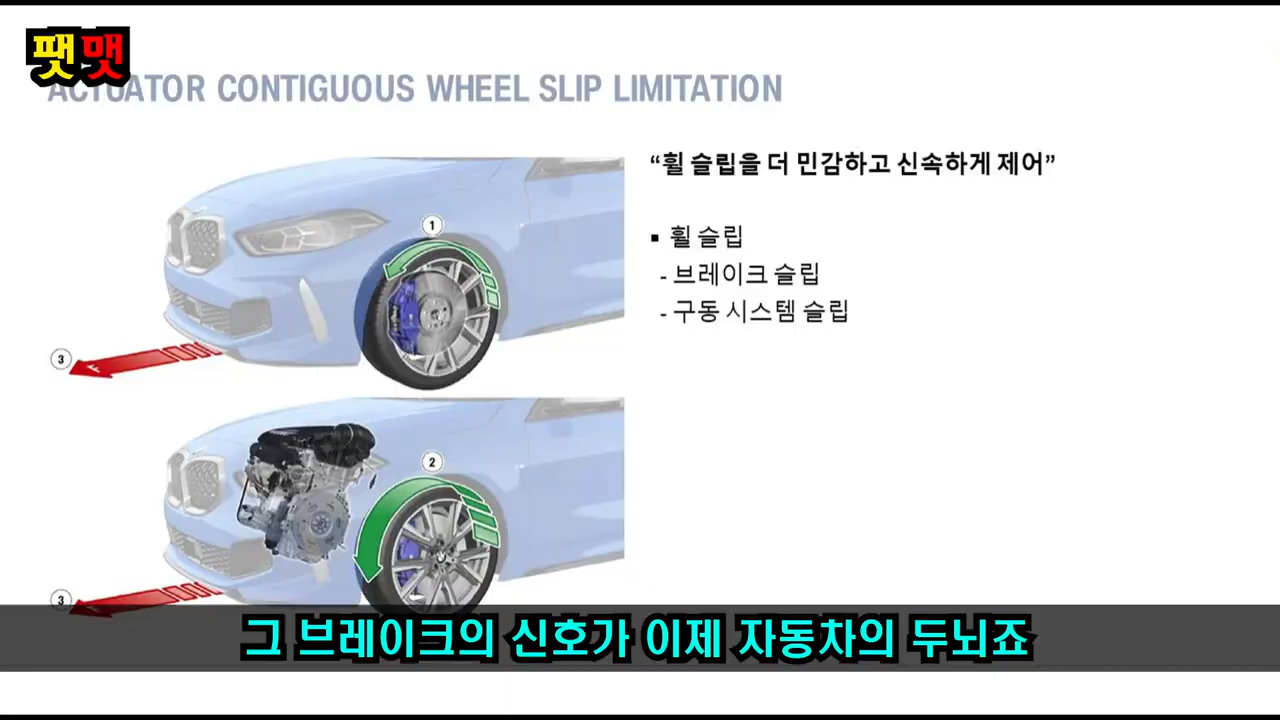 팻맷
ACTUATOR CONTIGUOUS WHEEL SLIP LIMITATION
“휠 슬립을 더 민감하고 신속하게 제어”
▪ 휠 슬립
- 브레이크 슬립
- 구동 시스템 슬립
1
3
F
2
3
그 브레이크의 신호가 이제 자동차의 두뇌죠